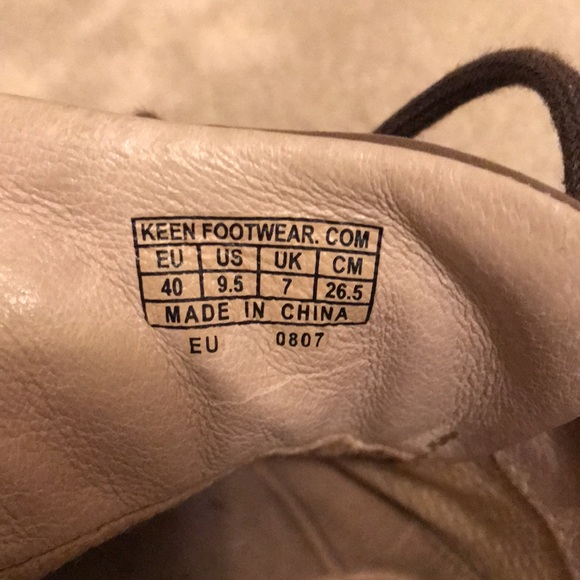 KEEN FOOTWEAR. COM
EU US UK CM
40 9.5 7 26.5
MADE IN CHINA
EU 0807